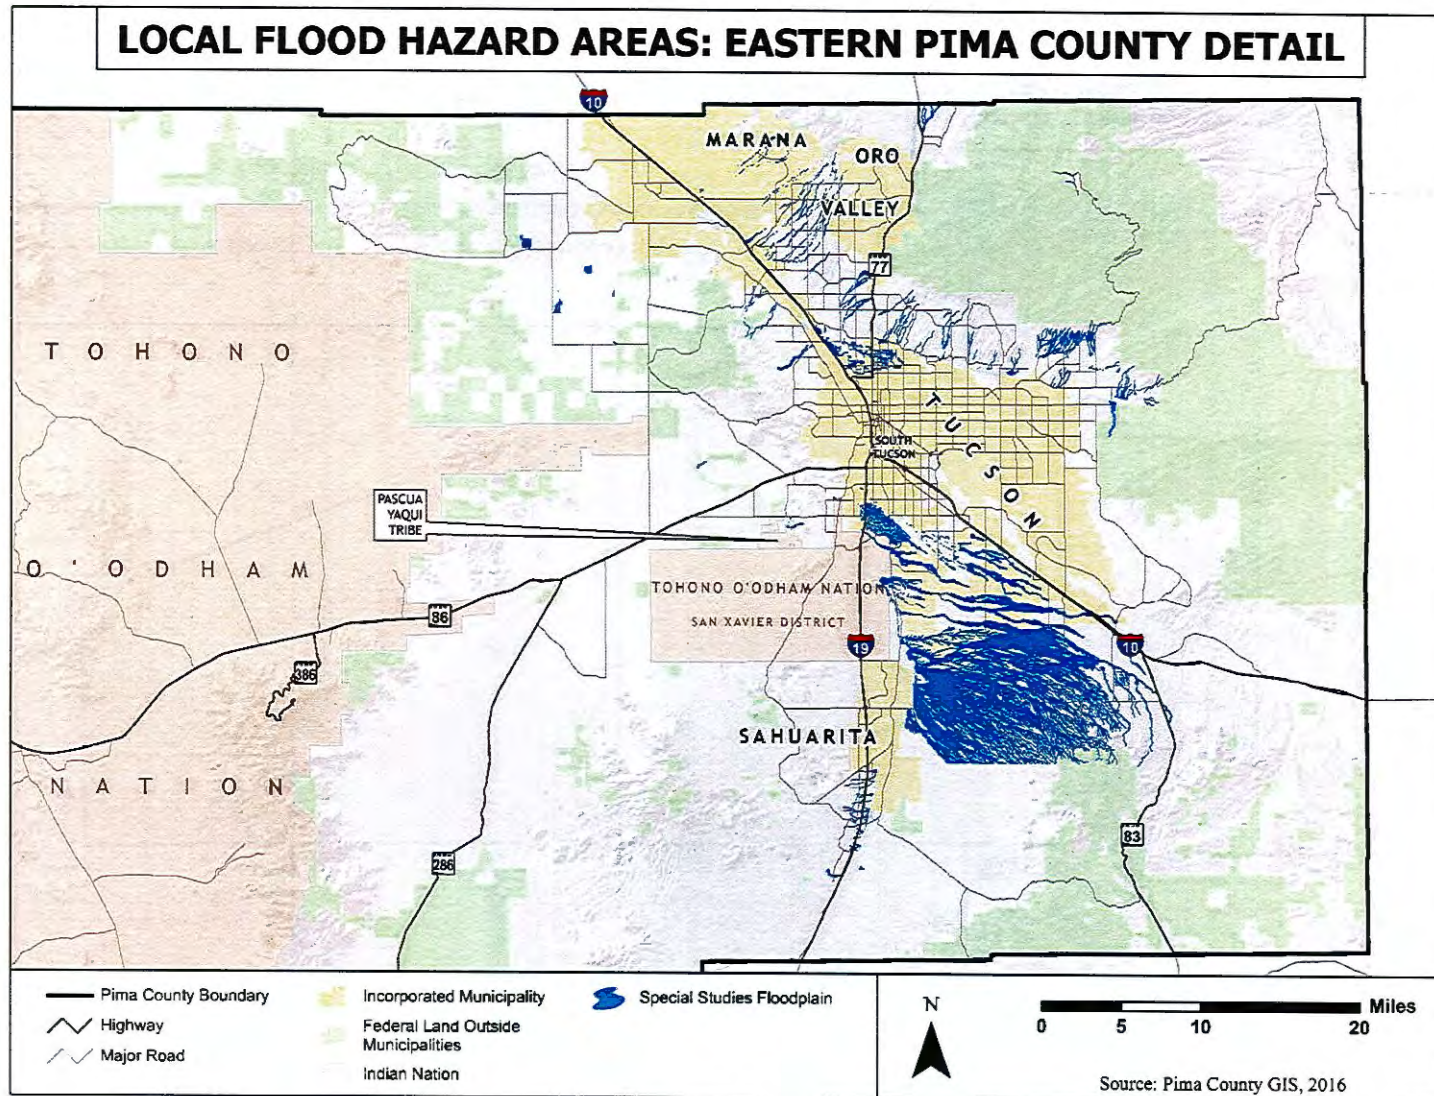 LOCAL FLOOD HAZARD AREAS: EASTERN PIMA COUNTY DETAIL
10
MARANA
ORO
VALLEY
77
TOHONO
TUCSON
SOUTH
TUCSON
PASCUA
YAQUI
TRIBE
O'ODHAM
TOHONO O'ODHAM NATION
SAN XAVIER DISTRICT
86
19
10
386
SAHUARITA
NATION
83
286
Pima County Boundary
Highway
Major Road
Incorporated Municipality
Federal Land Outside
Municipalities
Indian Nation
Special Studies Floodplain
N
Miles
0 5 10 20
Source: Pima County GIS, 2016